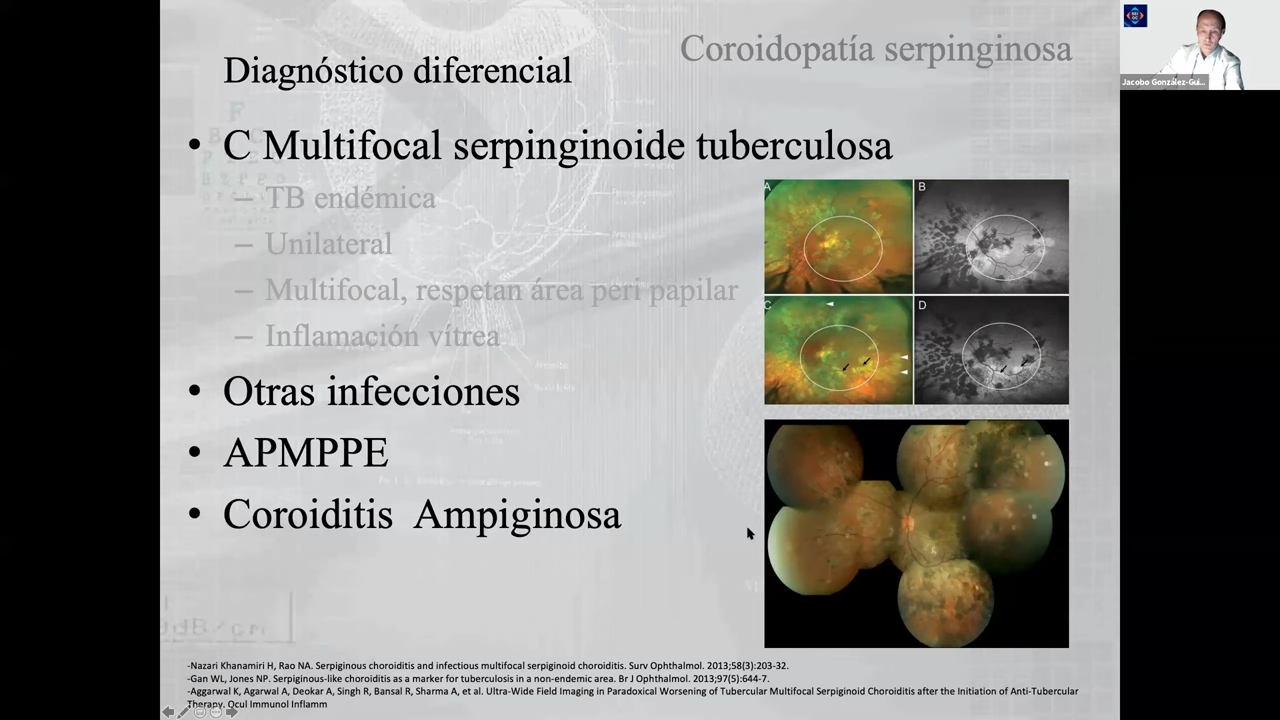 Coroidopatía serpinginosa
Diagnóstico diferencial
• C Multifocal serpinginoide tuberculosa
– TB endémica
– Unilateral
– Multifocal, respetan área peri papilar
– Inflamación vítrea
• Otras infecciones
• APMPPE
• Coroiditis Ampiginosa
A
B
C
D
-Nazari Khanamiri H, Rao NA. Serpiginous choroiditis and infectious multifocal serpiginoid choroiditis. Surv Ophthalmol. 2013;58(3):203-32.
-Gan WL, Jones NP. Serpiginous-like choroiditis as a marker for tuberculosis in a non-endemic area. Br J Ophthalmol. 2013;97(5):644-7.
-Aggarwal K, Agarwal A, Deokar A, Singh R, Bansal R, Sharma A, et al. Ultra-Wide Field Imaging in Paradoxical Worsening of Tubercular Multifocal Serpiginoid Choroiditis after the Initiation of Anti-Tubercular
Therapy. Ocul Immunol Inflamm
Jacobo González-Gui...